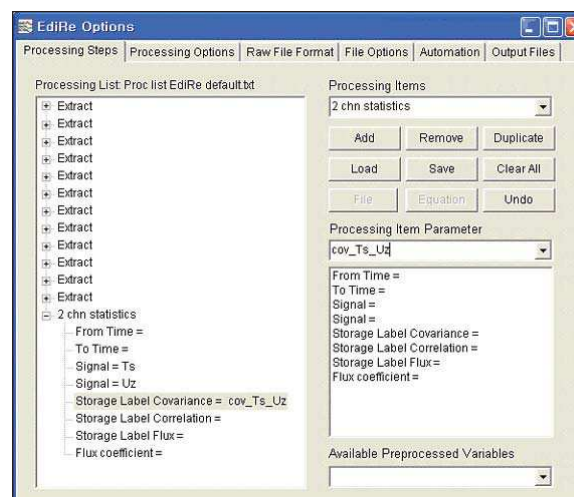 EdiRe Options
Processing Steps Processing Options Raw File Format File Options Automation Output Files
Processing List: Proc list EdiRe default.txt
Extract
Extract
Extract
Extract
Extract
Extract
Extract
Extract
Extract
Extract
Extract
Extract
2 chn statistics
From Time =
To Time =
Signal = Ts
Signal = Uz
Storage Label Covariance = cov_Ts_Uz
Storage Label Correlation =
Storage Label Flux =
Flux coefficient =
Processing Items
2 chn statistics
Add Remove Duplicate
Load Save Clear All
File Equation Undo
Processing Item Parameter
cov_Ts_Uz
From Time =
To Time =
Signal =
Signal =
Storage Label Covariance =
Storage Label Correlation =
Storage Label Flux =
Flux coefficient =
Available Preprocessed Variables